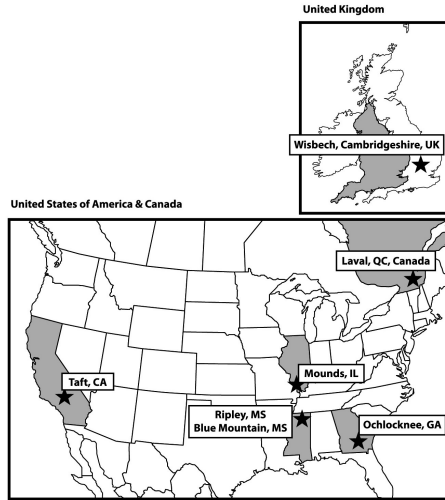 United Kingdom
Wisbech, Cambridgeshire, UK
United States of America & Canada
Laval, QC, Canada
Mounds, IL
Taft, CA
Ripley, MS
Blue Mountain, MS
Ochlocknee, GA